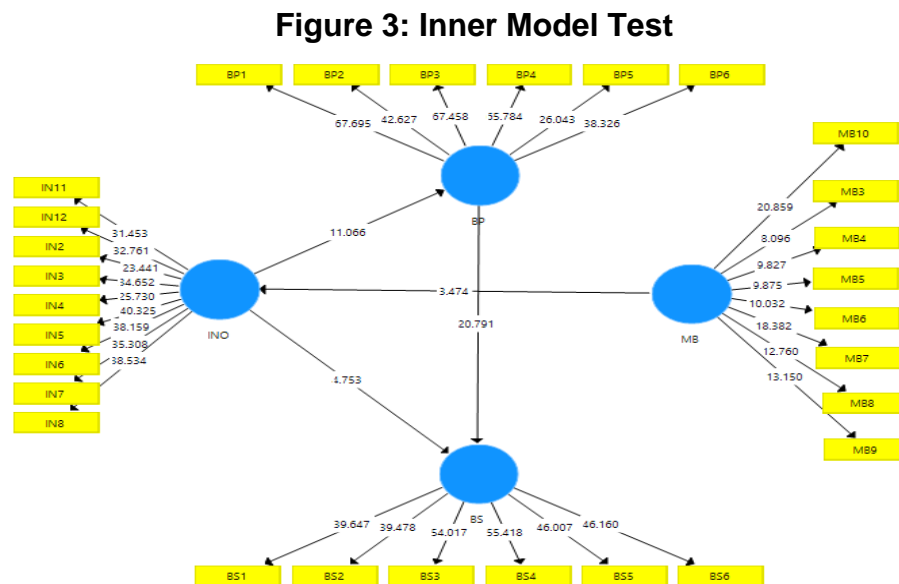 Figure 3: Inner Model Test
BP1 BP2 BP3 BP4 BP5 BP6
67.695 42.627 67.458 55.784 26.043 38.326
BP
MB10
MB3
MB4
MB5
MB6
MB7
MB8
MB9
20.859
8.096
9.827
9.875
10.032
18.382
12.760
13.150
MB
IN11
IN12
IN2
IN3
IN4
IN5
IN6
IN7
IN8
31.453
32.761
23.441
34.652
25.730
40.325
38.159
35.308
38.534
INO
11.066
3.474
20.791
4.753
BS
39.647 39.478 54.017 55.418 46.007 46.160
BS1 BS2 BS3 BS4 BS5 BS6